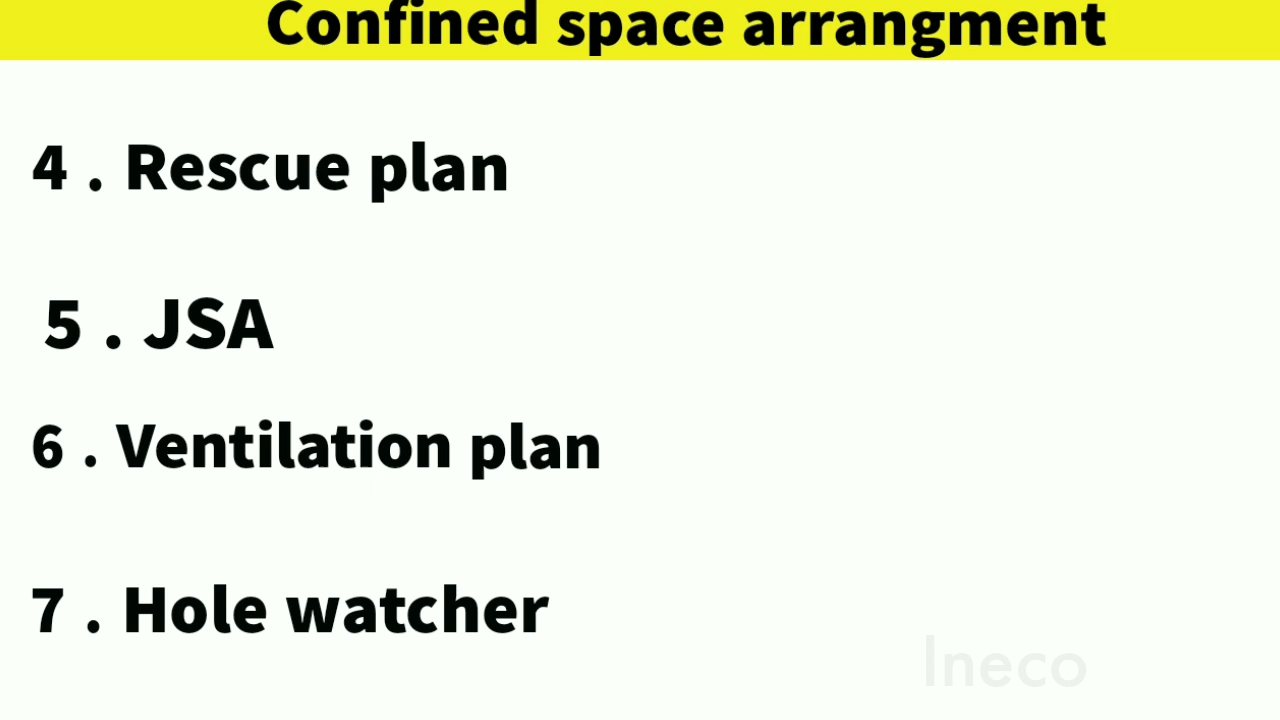 Confined space arrangment
4 . Rescue plan
5 . JSA
6 . Ventilation plan
7 . Hole watcher
Ineco